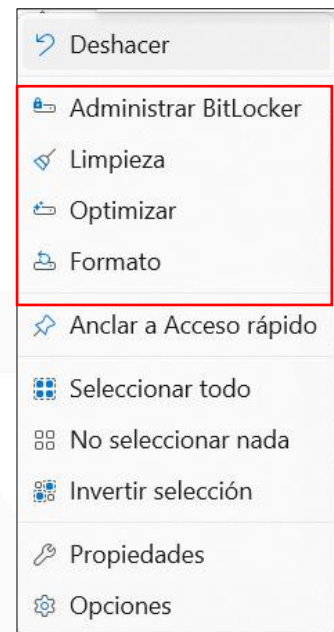 Deshacer
Administrar BitLocker
Limpieza
Optimizar
Formato
Anclar a Acceso rápido
Seleccionar todo
No seleccionar nada
Invertir selección
Propiedades
Opciones